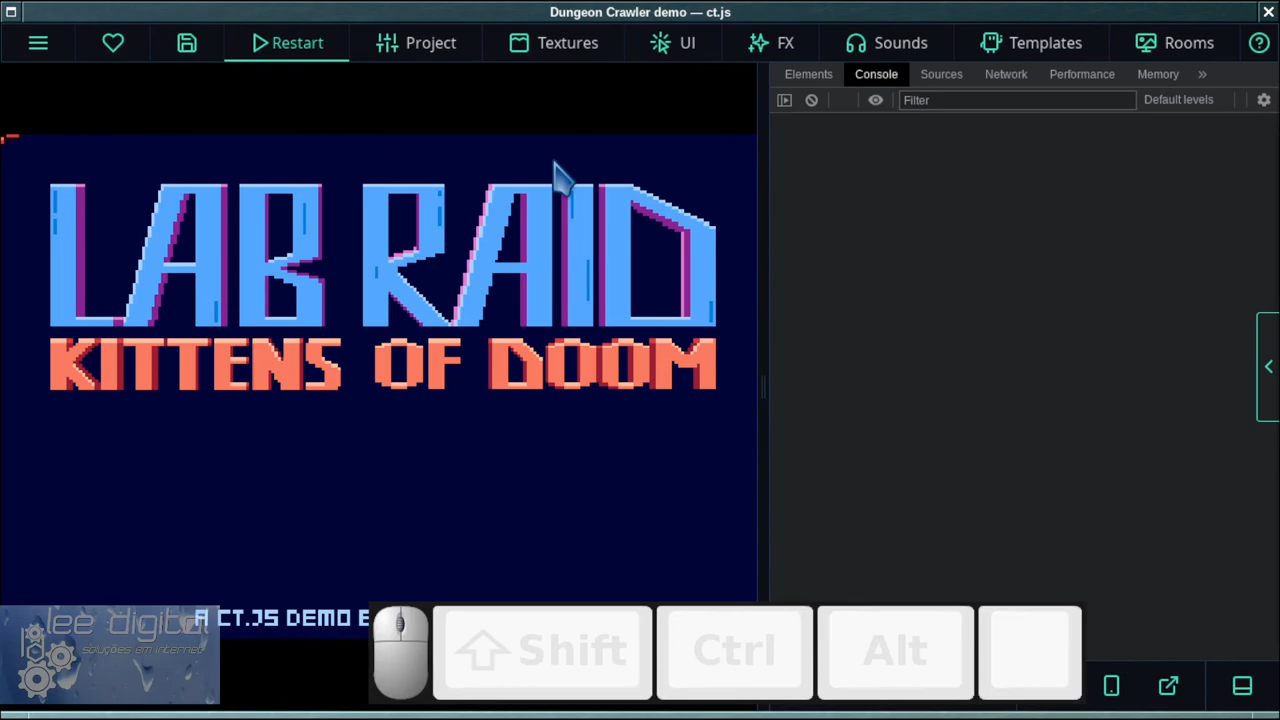 Dungeon Crawler demo — ct.js
Restart Project Textures UI FX Sounds Templates Rooms
Elements Console Sources Network Performance Memory
Filter Default levels
LAB RAID
KITTENS OF DOOM
A CT.JS DEMO
lee digital
soluções em internet
Shift Ctrl Alt